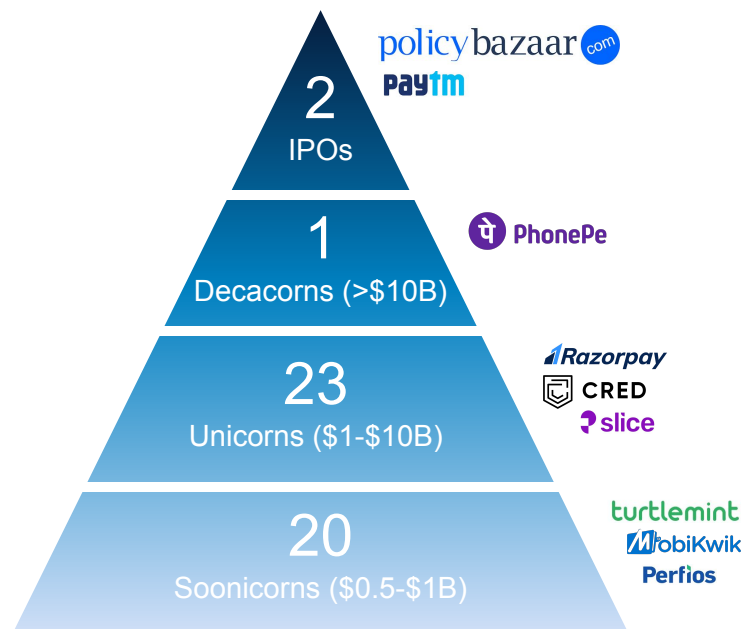 policybazaar com
paytm
2
IPOs
1
Decacorns (>$10B)
पे PhonePe
23
Unicorns ($1-$10B)
Razorpay
CRED
slice
20
Soonicorns ($0.5-$1B)
turtlemint
MobiKwik
Perfios